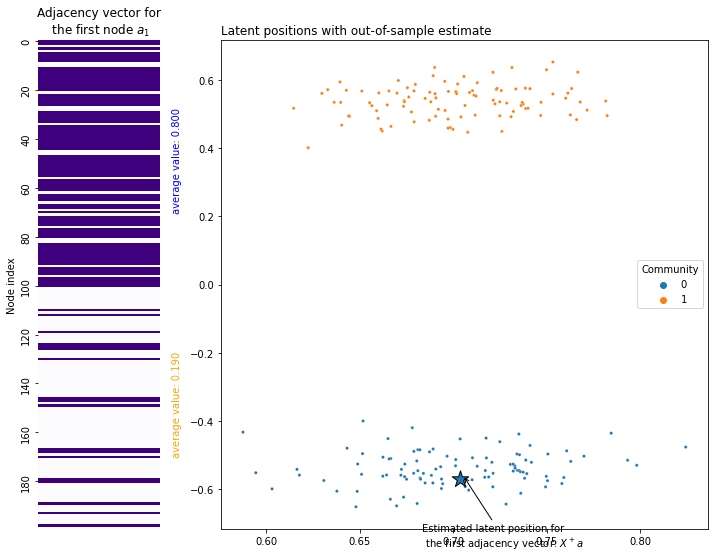 Adjacency vector for
the first node a₁
Node index
0
20
40
60
80
100
120
140
160
180
average value: 0.800
average value: 0.190
Latent positions with out-of-sample estimate
0.6
0.4
0.2
0.0
−0.2
−0.4
−0.6
Community
0
1
0.60
0.65
0.70
0.75
0.80
Estimated latent position for
the first adjacency vector: X⁺a